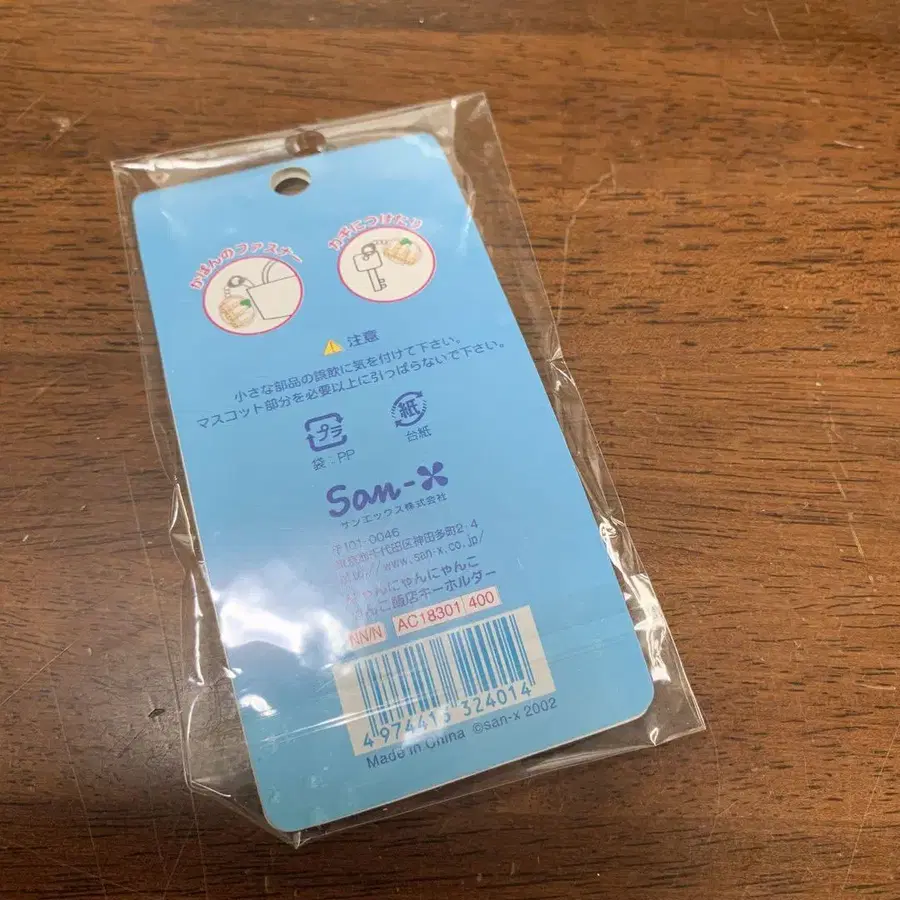 かばんのファスナー
カギにつけたり
注意
小さな部品の誤飲に気を付けて下さい。
マスコット部分を必要以上に引っぱらないで下さい。
プラ
袋:PP
紙
台紙
San-X
サンエックス株式会社
〒101-0046
東京都千代田区神田多町2-4
http://www.san-x.co.jp/
にゃんにゃんにゃんこ
にゃんこ飯店キーホルダー
NN/N
AC18301
400
4 974413 324014
Made in China ©san-x 2002